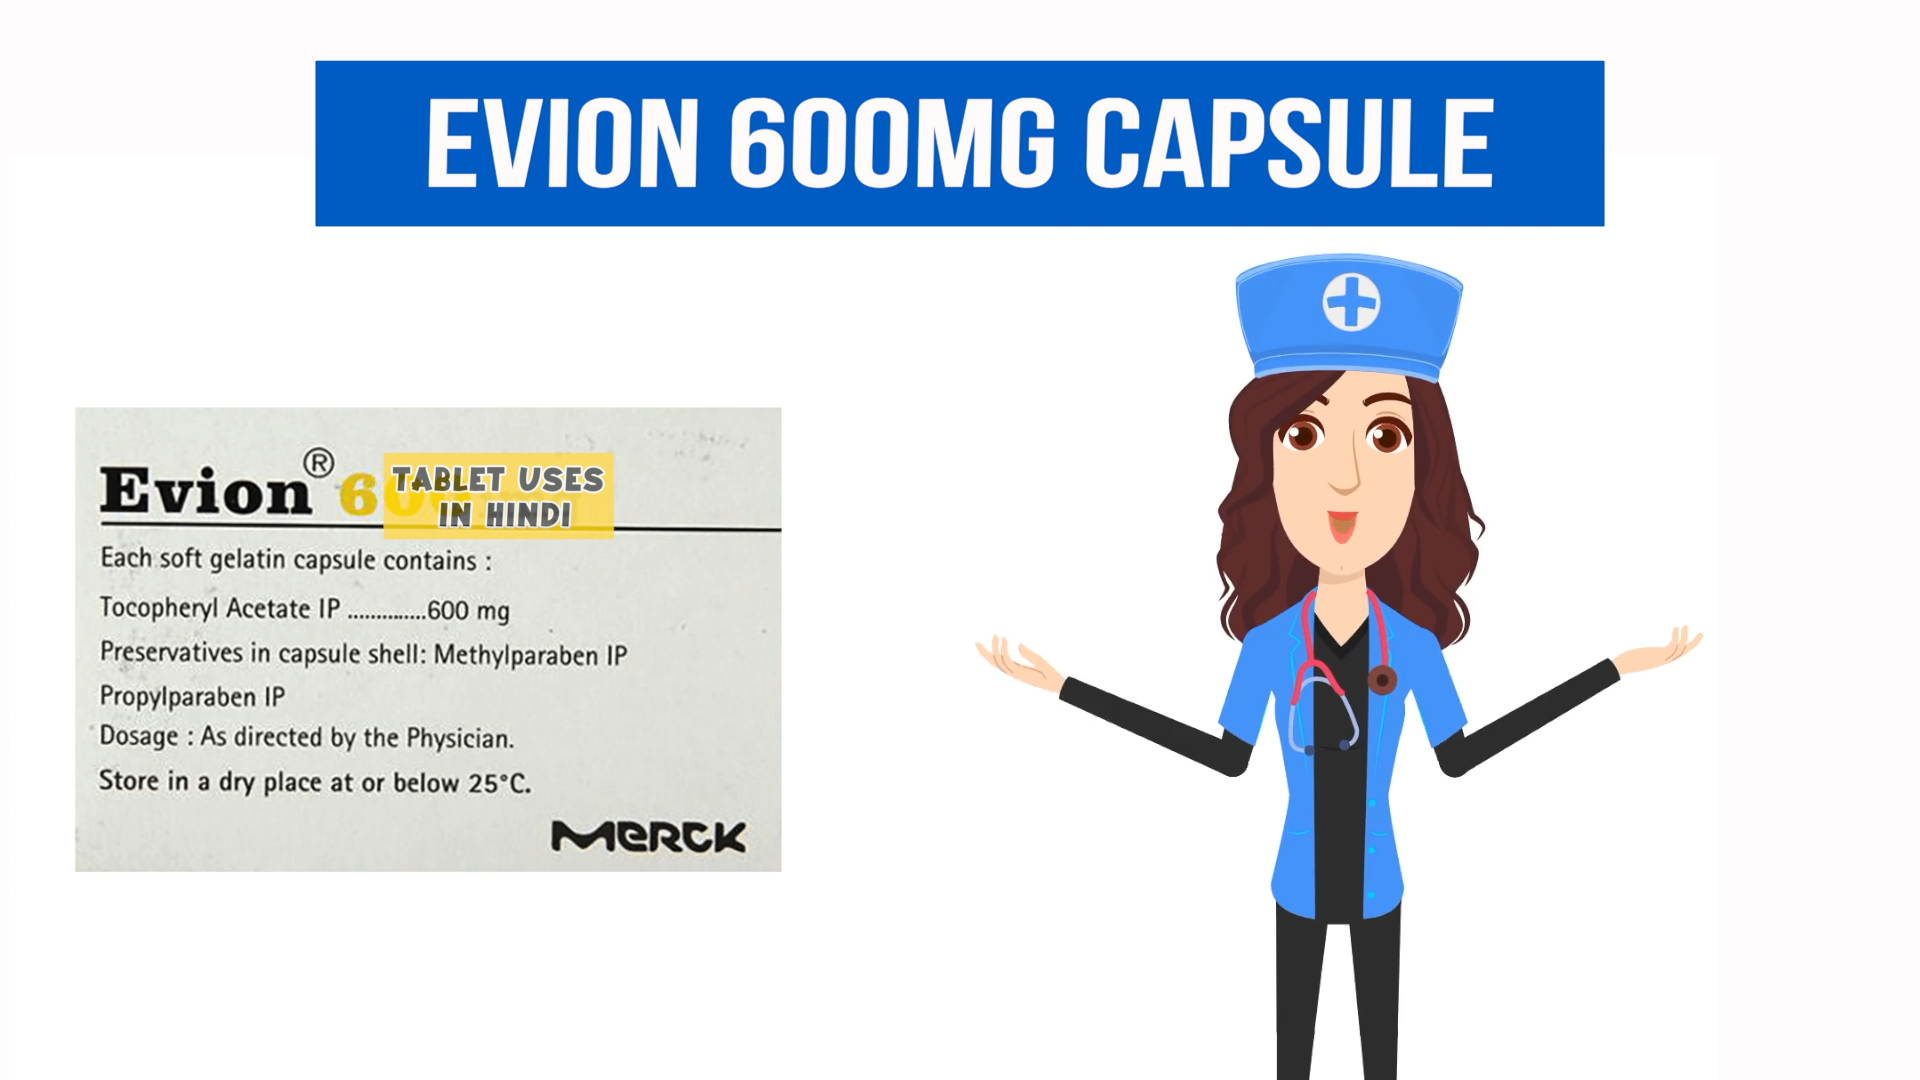 EVION 600MG CAPSULE
Evion® 6
TABLET USES
IN HINDI
Each soft gelatin capsule contains :
Tocopheryl Acetate IP ..............600 mg
Preservatives in capsule shell: Methylparaben IP
Propylparaben IP
Dosage : As directed by the Physician.
Store in a dry place at or below 25°C.
MERCK